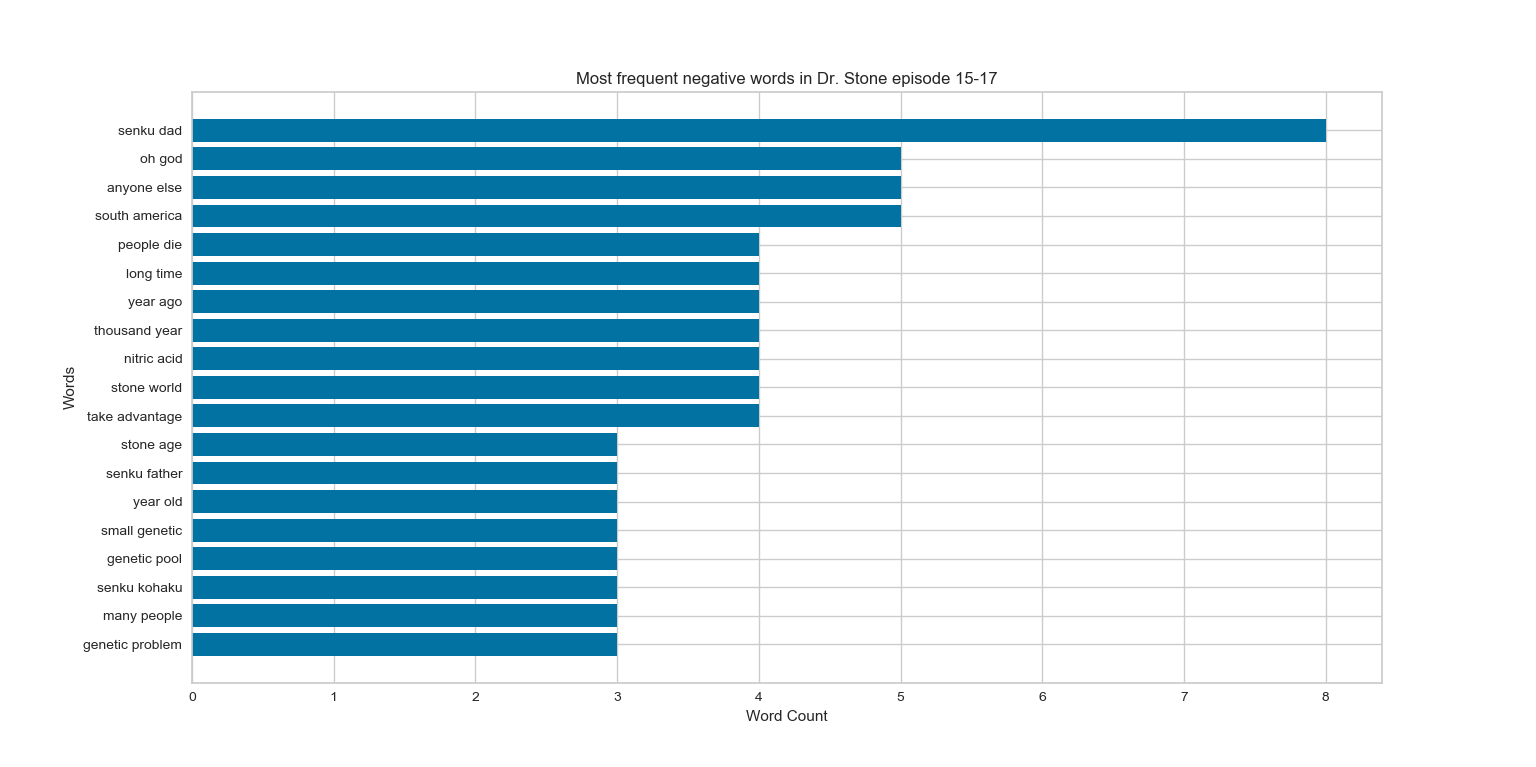 Most frequent negative words in Dr. Stone episode 15-17
senku dad
oh god
anyone else
south america
people die
long time
year ago
thousand year
nitric acid
stone world
take advantage
stone age
senku father
year old
small genetic
genetic pool
senku kohaku
many people
genetic problem
Words
0 1 2 3 4 5 6 7 8
Word Count